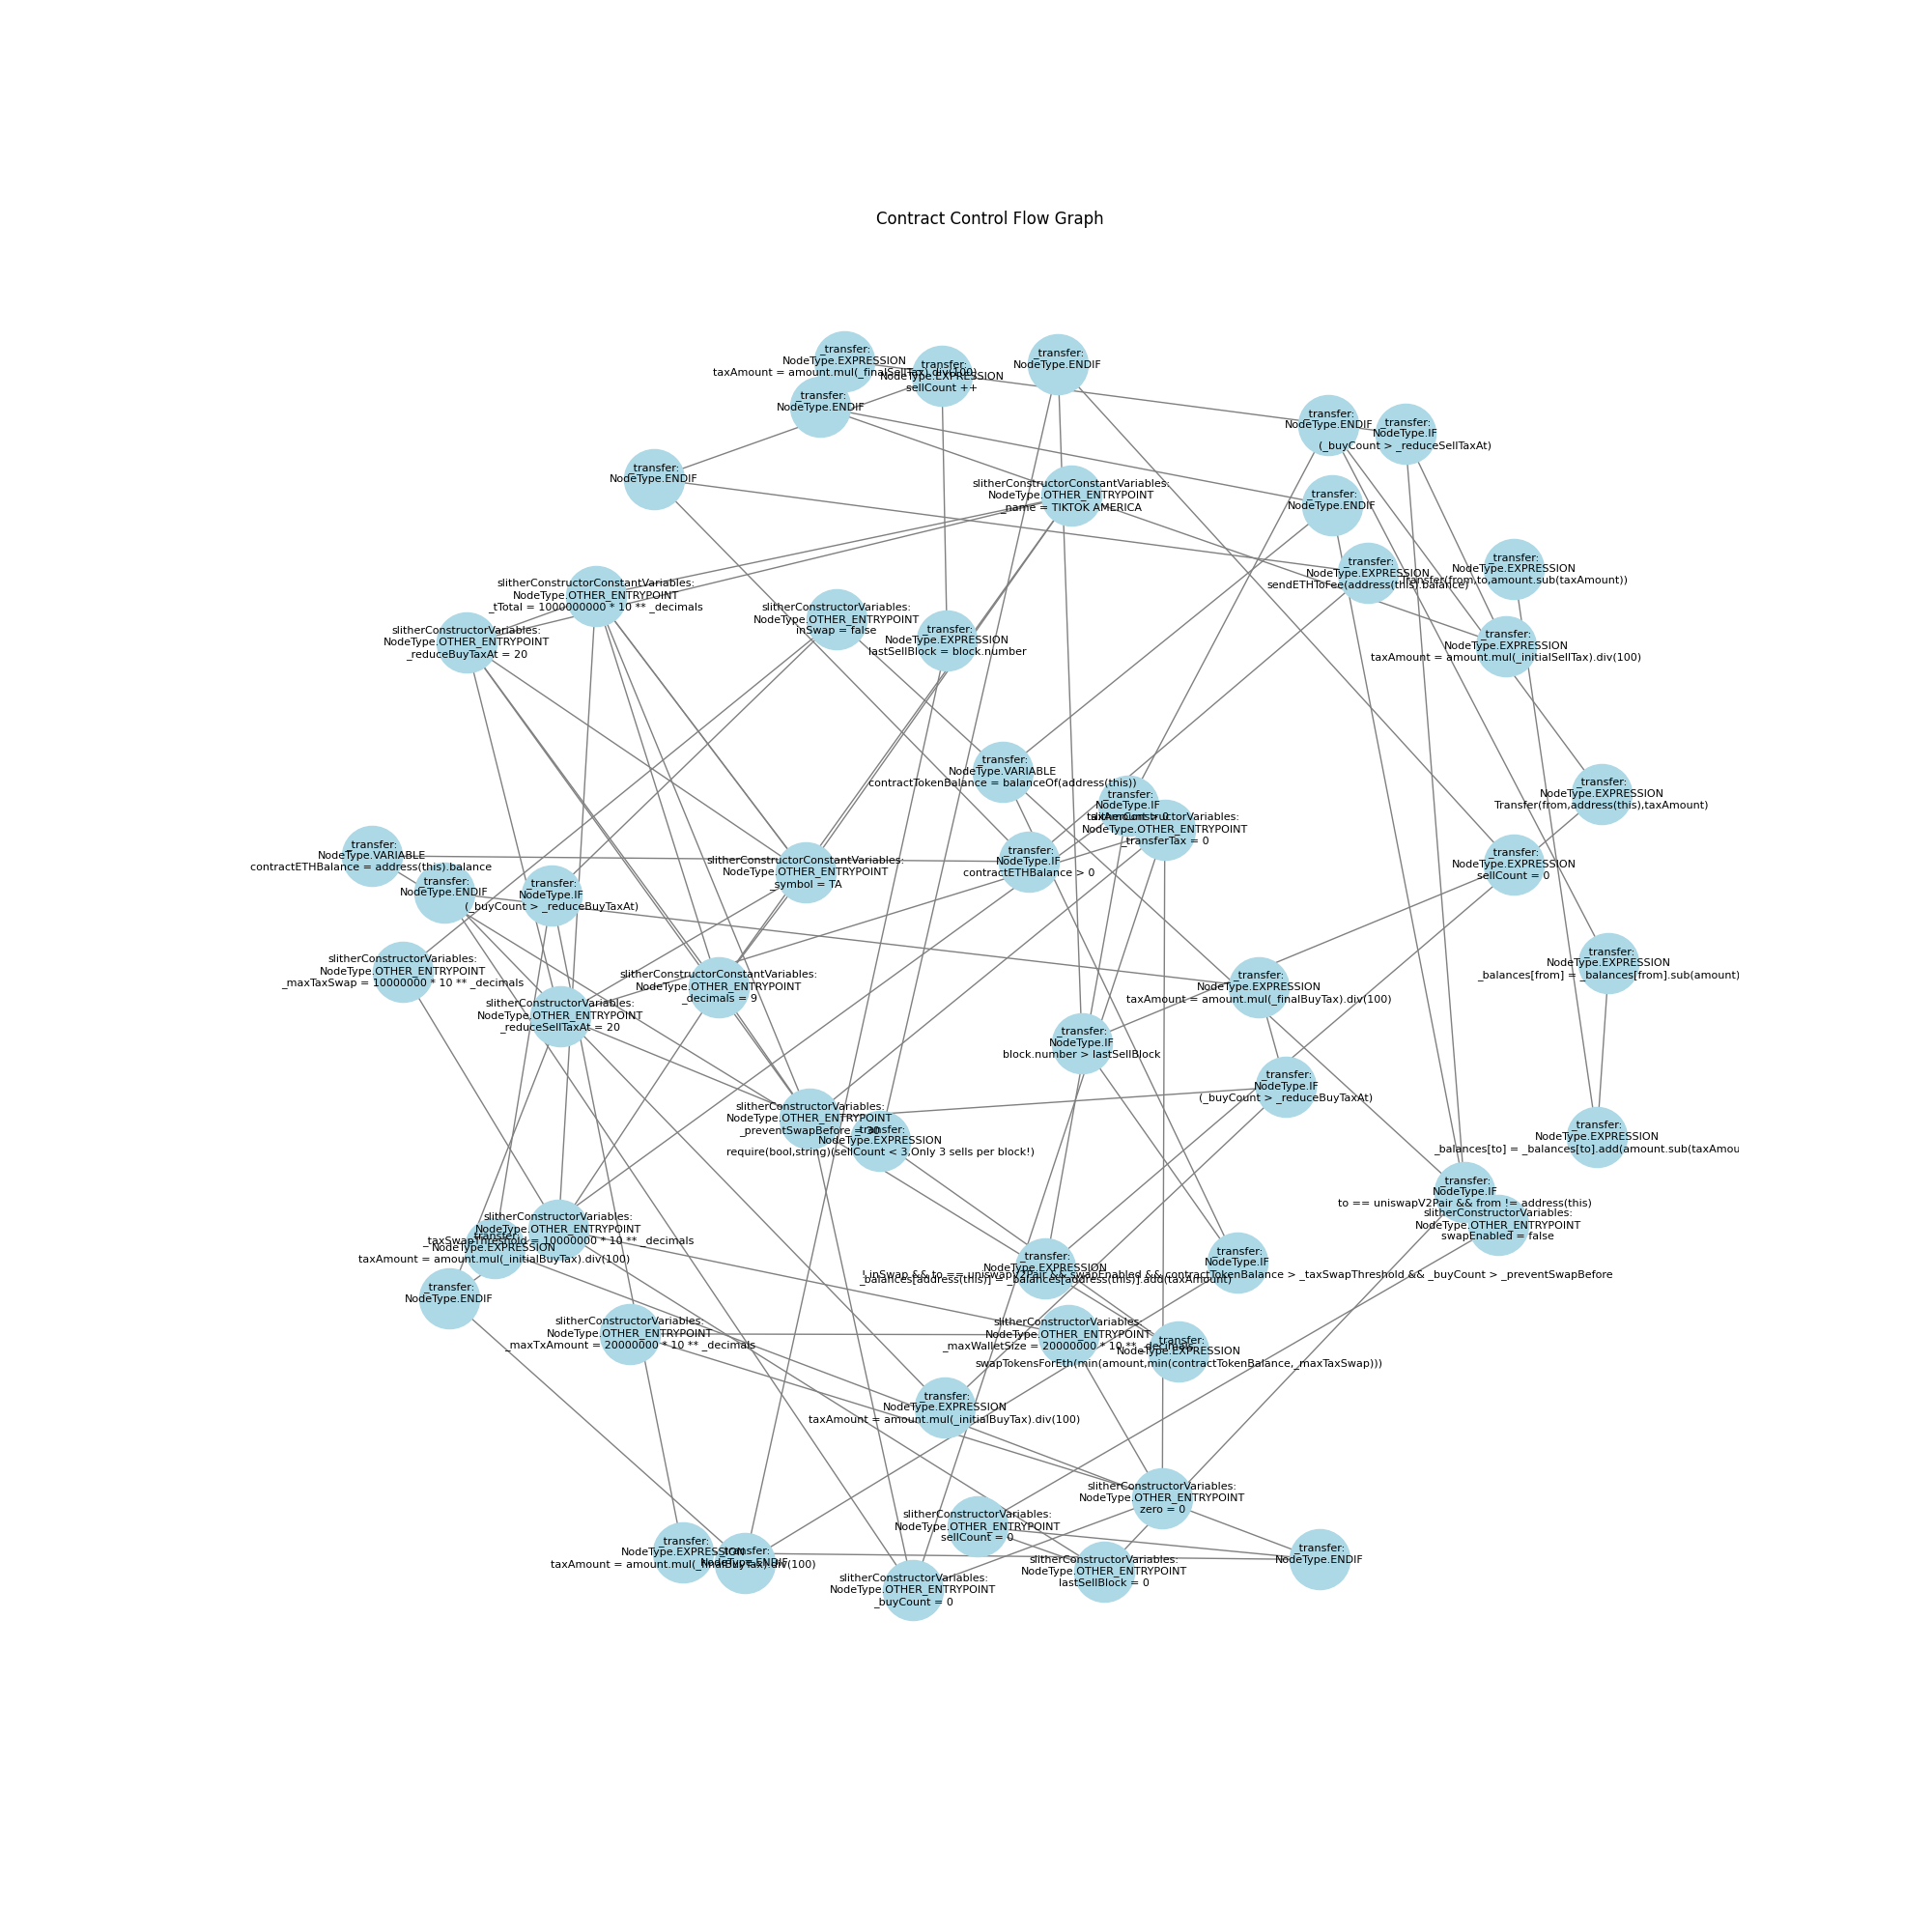 Contract Control Flow Graph
_transfer:
NodeType.EXPRESSION
taxAmount = amount.mul(_finalSellTax).div(100)
_transfer:
NodeType.EXPRESSION
sellCount ++
_transfer:
NodeType.ENDIF
_transfer:
NodeType.ENDIF
_transfer:
NodeType.ENDIF
_transfer:
NodeType.IF
(_buyCount > _reduceSellTaxAt)
_transfer:
NodeType.ENDIF
slitherConstructorConstantVariables:
NodeType.OTHER_ENTRYPOINT
_name = TIKTOK AMERICA
_transfer:
NodeType.ENDIF
_transfer:
NodeType.EXPRESSION
sendETHToFee(address(this).balance)
_transfer:
NodeType.EXPRESSION
Transfer(from,to,amount.sub(taxAmount))
slitherConstructorConstantVariables:
NodeType.OTHER_ENTRYPOINT
_tTotal = 1000000000 * 10 ** _decimals
slitherConstructorVariables:
NodeType.OTHER_ENTRYPOINT
inSwap = false
slitherConstructorVariables:
NodeType.OTHER_ENTRYPOINT
_reduceBuyTaxAt = 20
_transfer:
NodeType.EXPRESSION
lastSellBlock = block.number
_transfer:
NodeType.EXPRESSION
taxAmount = amount.mul(_initialSellTax).div(100)
_transfer:
NodeType.VARIABLE
contractTokenBalance = balanceOf(address(this))
_transfer:
NodeType.IF
taxAmount > 0
slitherConstructorVariables:
NodeType.OTHER_ENTRYPOINT
_transferTax = 0
_transfer:
NodeType.EXPRESSION
Transfer(from,address(this),taxAmount)
_transfer:
NodeType.VARIABLE
contractETHBalance = address(this).balance
_transfer:
NodeType.ENDIF
_transfer:
NodeType.IF
(_buyCount > _reduceBuyTaxAt)
slitherConstructorConstantVariables:
NodeType.OTHER_ENTRYPOINT
_symbol = TA
_transfer:
NodeType.IF
contractETHBalance > 0
_transfer:
NodeType.EXPRESSION
sellCount = 0
slitherConstructorVariables:
NodeType.OTHER_ENTRYPOINT
_maxTaxSwap = 10000000 * 10 ** _decimals
slitherConstructorConstantVariables:
NodeType.OTHER_ENTRYPOINT
_decimals = 9
_transfer:
NodeType.EXPRESSION
taxAmount = amount.mul(_finalBuyTax).div(100)
_transfer:
NodeType.EXPRESSION
_balances[from] = _balances[from].sub(amount)
slitherConstructorVariables:
NodeType.OTHER_ENTRYPOINT
_reduceSellTaxAt = 20
_transfer:
NodeType.IF
block.number > lastSellBlock
_transfer:
NodeType.IF
(_buyCount > _reduceBuyTaxAt)
slitherConstructorVariables:
NodeType.OTHER_ENTRYPOINT
_preventSwapBefore = 30
_transfer:
NodeType.EXPRESSION
require(bool,string)(sellCount < 3,Only 3 sells per block!)
_transfer:
NodeType.EXPRESSION
_balances[to] = _balances[to].add(amount.sub(taxAmou
_transfer:
NodeType.IF
to == uniswapV2Pair && from != address(this)
slitherConstructorVariables:
NodeType.OTHER_ENTRYPOINT
swapEnabled = false
slitherConstructorVariables:
NodeType.OTHER_ENTRYPOINT
_taxSwapThreshold = 10000000 * 10 ** _decimals
_transfer:
NodeType.EXPRESSION
taxAmount = amount.mul(_initialBuyTax).div(100)
_transfer:
NodeType.ENDIF
_transfer:
NodeType.EXPRESSION
_balances[address(this)] = _balances[address(this)].add(taxAmount)
_transfer:
NodeType.IF
! inSwap && to == uniswapV2Pair && swapEnabled && contractTokenBalance > _taxSwapThreshold && _buyCount > _preventSwapBefore
slitherConstructorVariables:
NodeType.OTHER_ENTRYPOINT
_maxTxAmount = 20000000 * 10 ** _decimals
slitherConstructorVariables:
NodeType.OTHER_ENTRYPOINT
_maxWalletSize = 20000000 * 10 ** _decimals
_transfer:
NodeType.EXPRESSION
swapTokensForEth(min(amount,min(contractTokenBalance,_maxTaxSwap)))
_transfer:
NodeType.EXPRESSION
taxAmount = amount.mul(_initialBuyTax).div(100)
slitherConstructorVariables:
NodeType.OTHER_ENTRYPOINT
zero = 0
slitherConstructorVariables:
NodeType.OTHER_ENTRYPOINT
sellCount = 0
_transfer:
NodeType.EXPRESSION
taxAmount = amount.mul(_finalBuyTax).div(100)
_transfer:
NodeType.ENDIF
_transfer:
NodeType.ENDIF
slitherConstructorVariables:
NodeType.OTHER_ENTRYPOINT
lastSellBlock = 0
slitherConstructorVariables:
NodeType.OTHER_ENTRYPOINT
_buyCount = 0